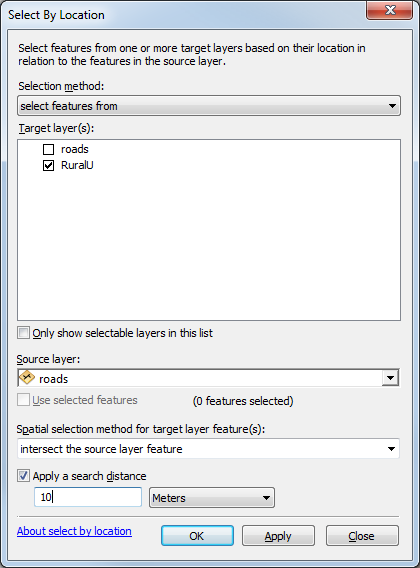 Select By Location
Select features from one or more target layers based on their location in
relation to the features in the source layer.
Selection method:
select features from
Target layer(s):
roads
RuralU
Only show selectable layers in this list
Source layer:
roads
Use selected features (0 features selected)
Spatial selection method for target layer feature(s):
intersect the source layer feature
Apply a search distance
10 Meters
About select by location OK Apply Close